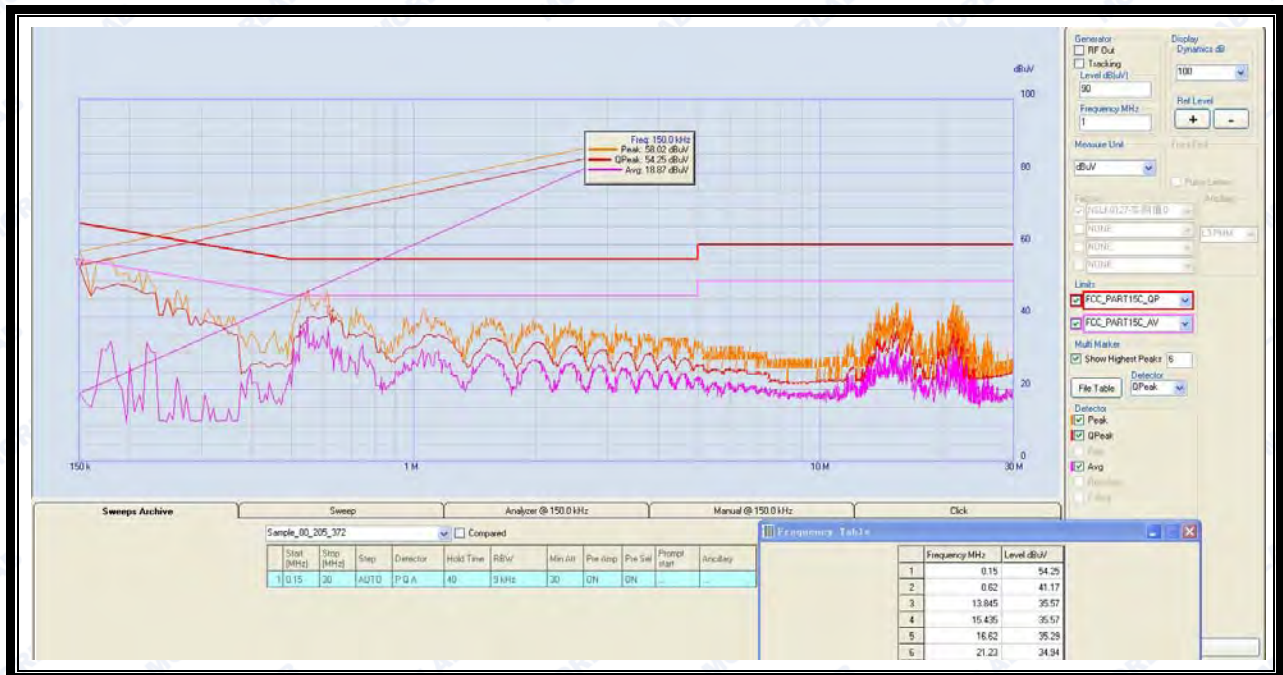 Generator
RF Out
Tracking
Level dB(uV)
90
Frequency MHz
1
Display
Dynamics dB
100
Ref Level
+ -
Measure Unit
dBuV
NONE
NONE
NONE
Limits
FCC_PART15C_QP
FCC_PART15C_AV
Multi Marker
Show Highest Peaks 6
Detector
File Table QPeak
Detector
Peak
QPeak
Avg
dBuV
100
80
60
40
20
0
Freq: 150.0 kHz
Peak: 58.02 dBuV
QPeak: 54.25 dBuV
Avg: 18.87 dBuV
150 k 1 M 10 M 30 M
Sweeps Archive Sweep Analyzer @ 150.0 kHz Manual @ 150.0 kHz Click
Sample_00_205_372 Compared
Start [MHz] Stop [MHz] Step Detector Hold Time RBW Min Att Pre Amp Pre Sel Prompt start Ancillary
1 0.15 30 AUTO P Q A 40 9 kHz 30 ON ON ... ...
Frequency Table
Frequency MHz Level dBuV
1 0.15 54.25
2 0.62 41.17
3 13.845 35.57
4 15.435 35.57
5 16.62 35.29
6 21.23 34.94